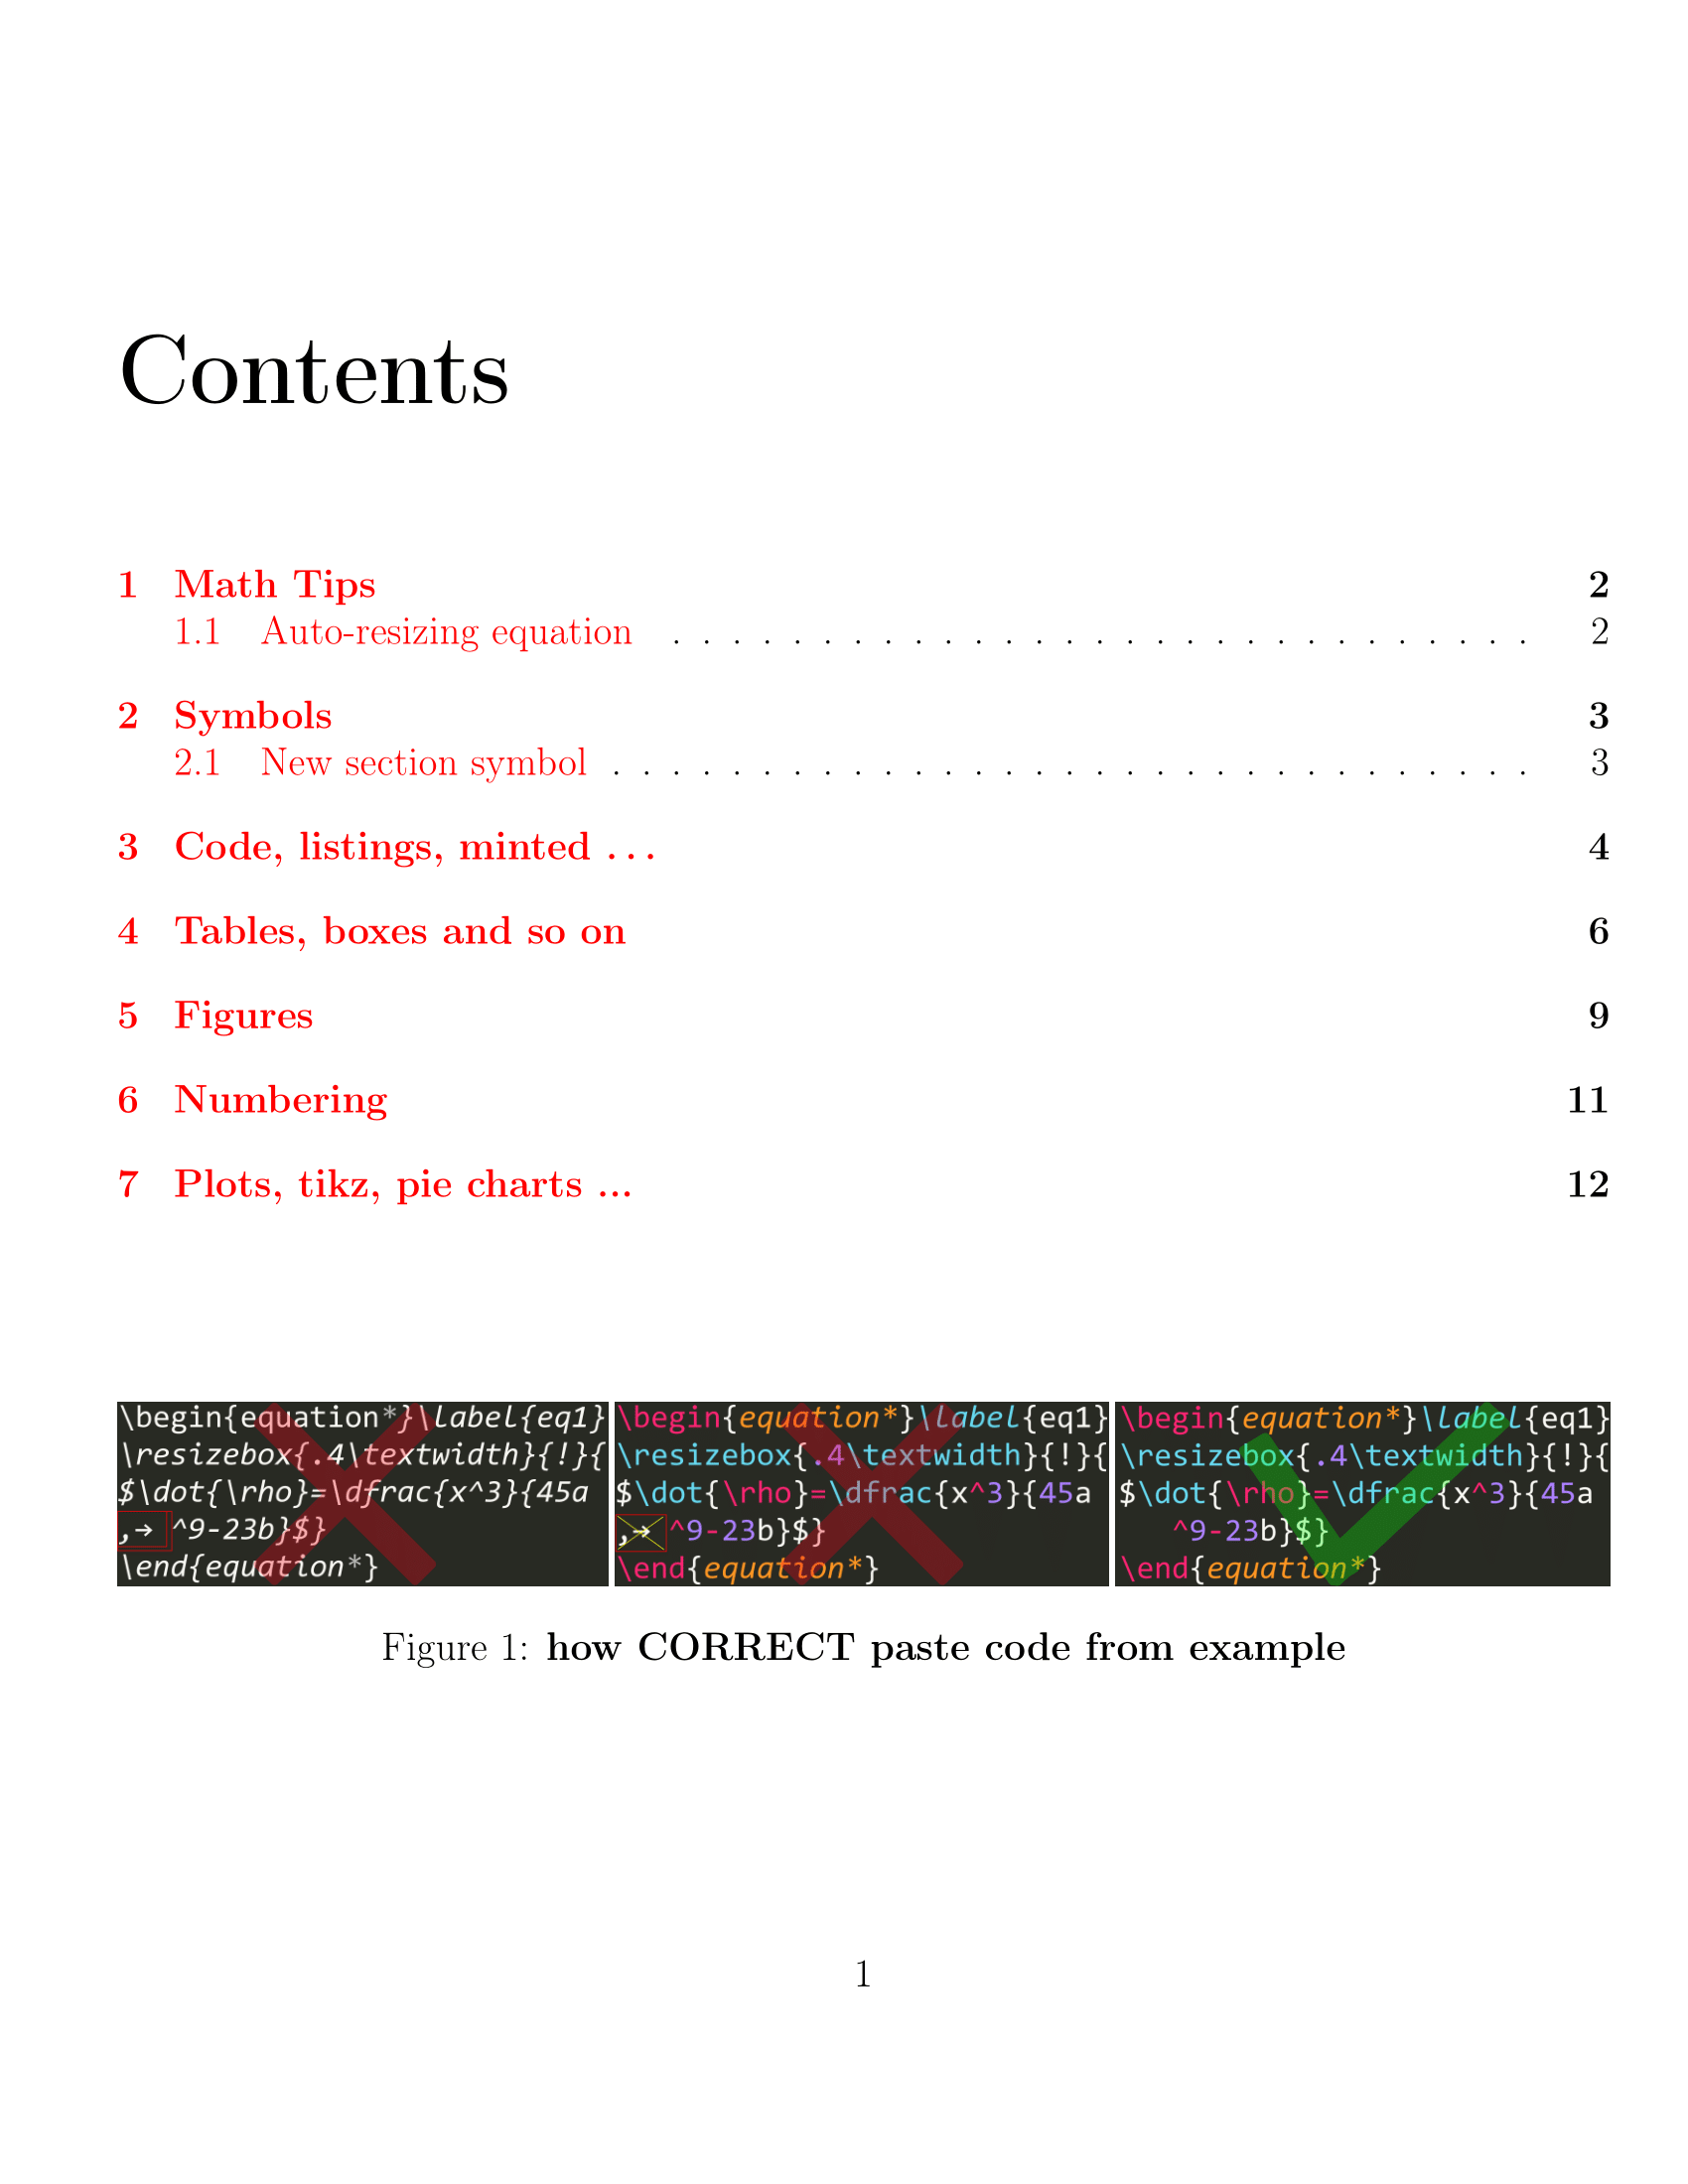 Contents
1 Math Tips 2
1.1 Auto-resizing equation . . . . . . . . . . . . . . . . . . . . . . . . . . . . . 2
2 Symbols 3
2.1 New section symbol . . . . . . . . . . . . . . . . . . . . . . . . . . . . . . . 3
3 Code, listings, minted . . . 4
4 Tables, boxes and so on 6
5 Figures 9
6 Numbering 11
7 Plots, tikz, pie charts ... 12
\begin{equation*}\label{eq1}
\resizebox{.4\textwidth}{!}{
$\dot{\rho}=\dfrac{x^3}{45a
,→ ^9-23b}$}
\end{equation*}
\begin{equation*}\label{eq1}
\resizebox{.4\textwidth}{!}{
$\dot{\rho}=\dfrac{x^3}{45a
,→ ^9-23b}$}
\end{equation*}
\begin{equation*}\label{eq1}
\resizebox{.4\textwidth}{!}{
$\dot{\rho}=\dfrac{x^3}{45a
^9-23b}$}
\end{equation*}
Figure 1: how CORRECT paste code from example
1